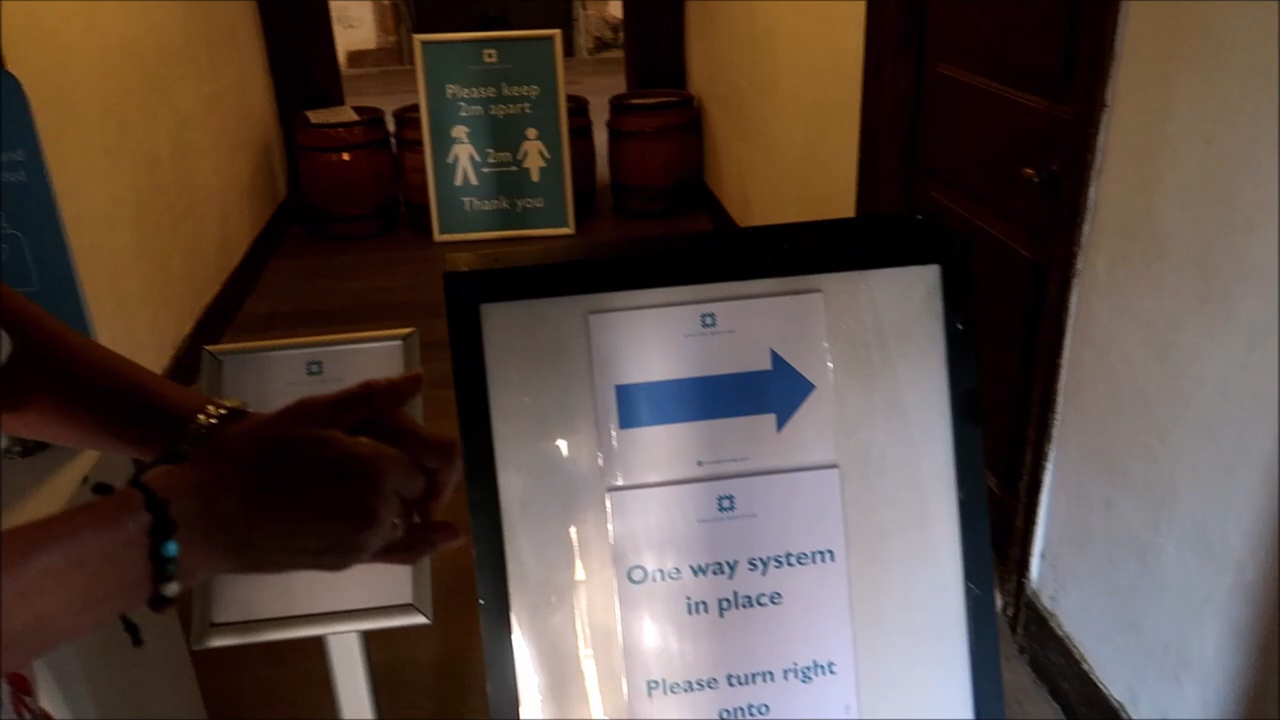 Please keep
2m apart
2m
Thank you
One way system
in place
Please turn right
onto